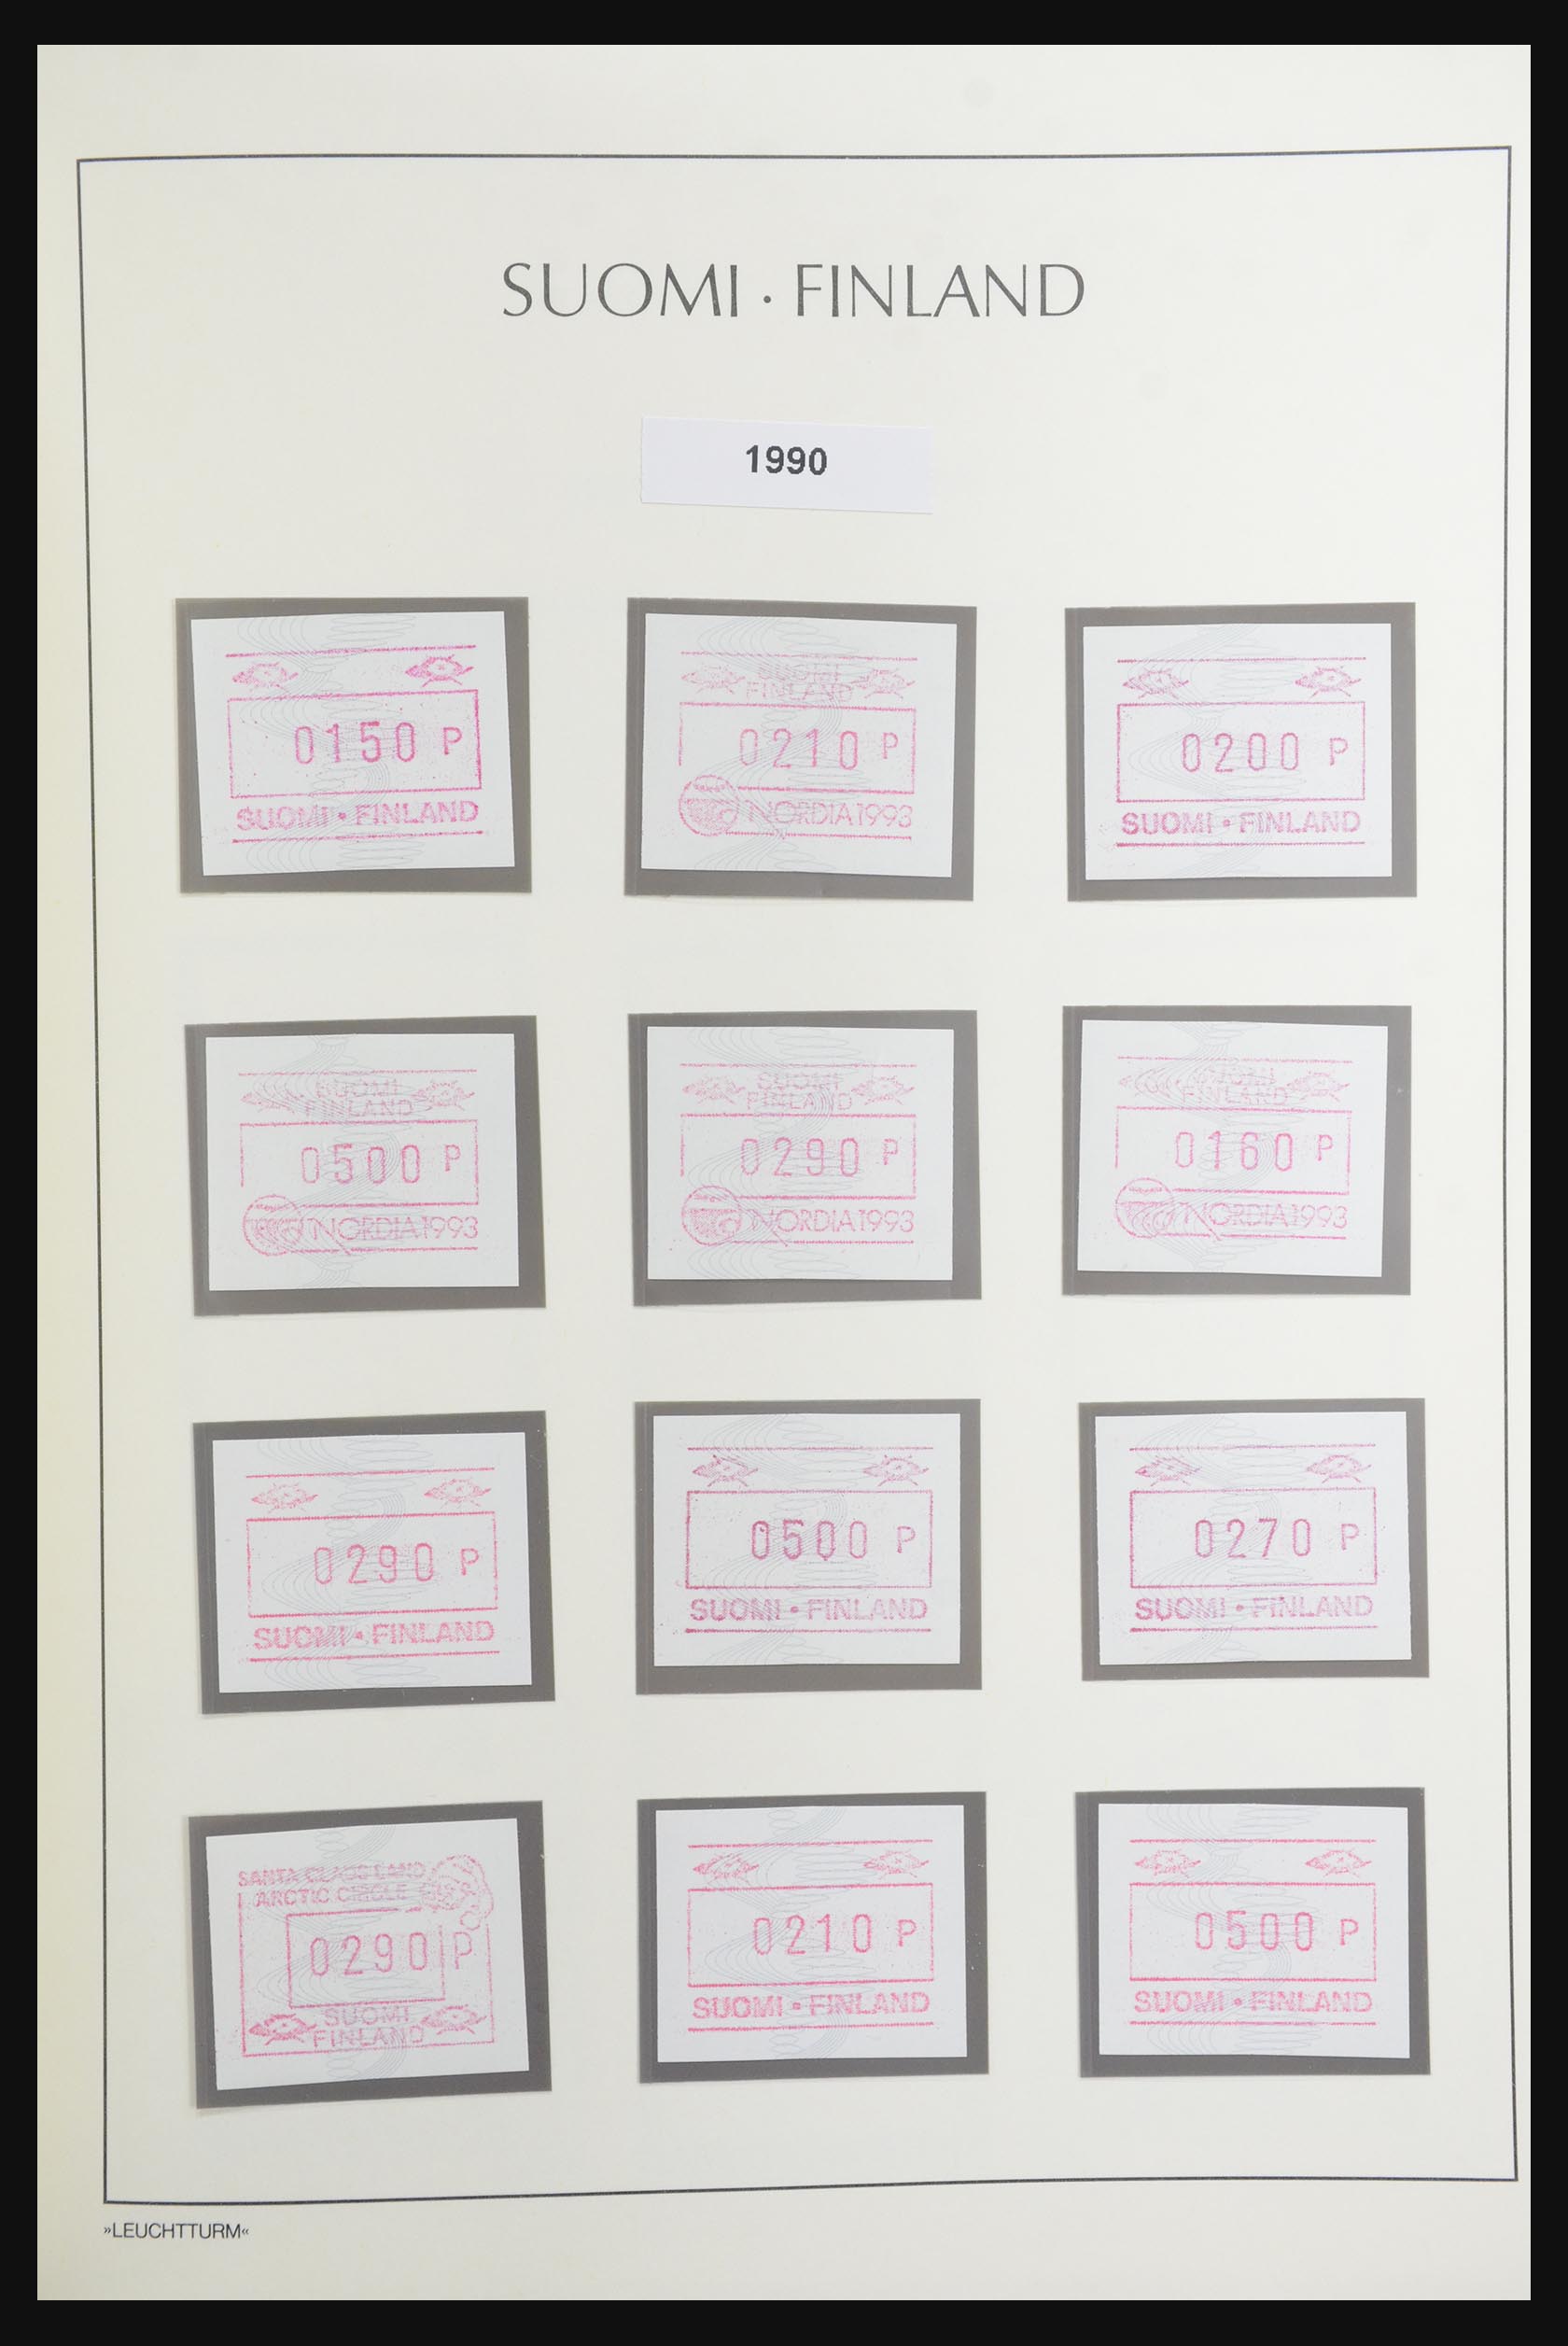 SUOMI · FINLAND
1990
0150 P
SUOMI • FINLAND
SUOMI
FINLAND
0210 P
NORDIA 1993
0200 P
SUOMI • FINLAND
SUOMI
FINLAND
0500 P
NORDIA 1993
SUOMI
FINLAND
0290 P
NORDIA 1993
SUOMI
FINLAND
0160 P
NORDIA 1993
0290 P
SUOMI • FINLAND
0500 P
SUOMI • FINLAND
0270 P
SUOMI • FINLAND
SANTA CLAUS LAND
ARCTIC CIRCLE
0290 P
SUOMI
FINLAND
0210 P
SUOMI • FINLAND
0500 P
SUOMI • FINLAND
»LEUCHTTURM«